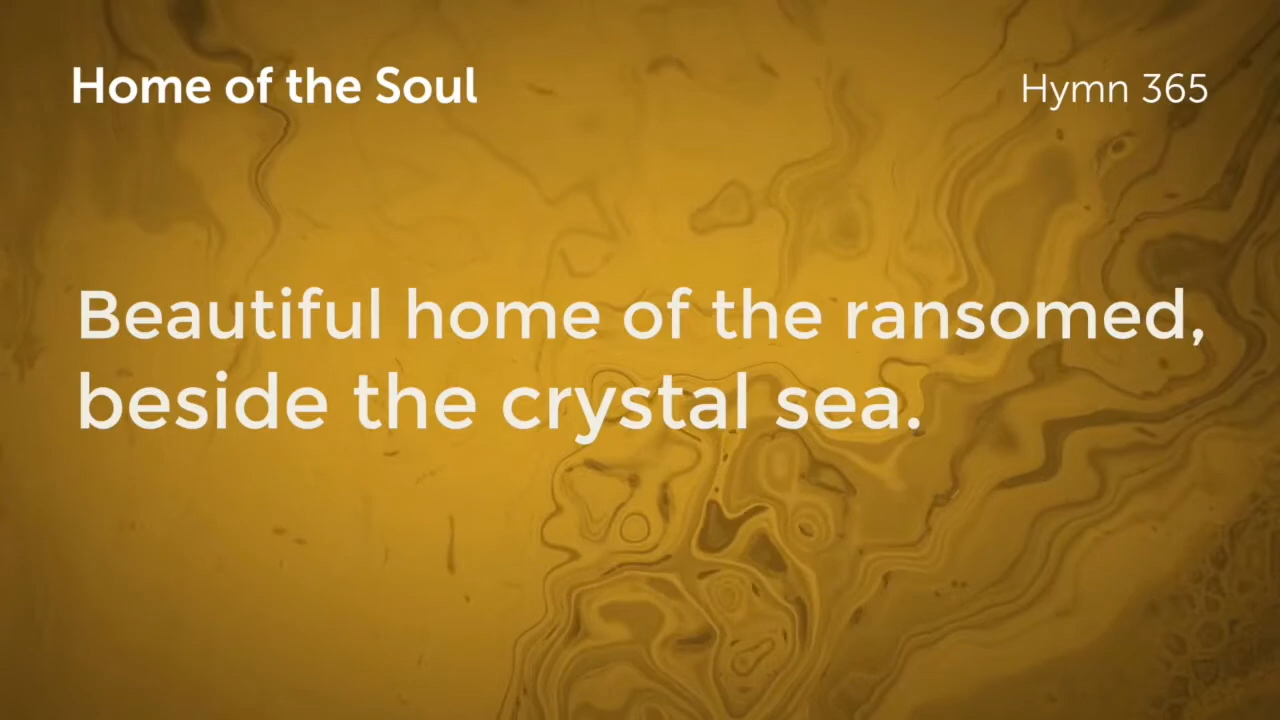 Home of the Soul
Hymn 365
Beautiful home of the ransomed,
beside the crystal sea.